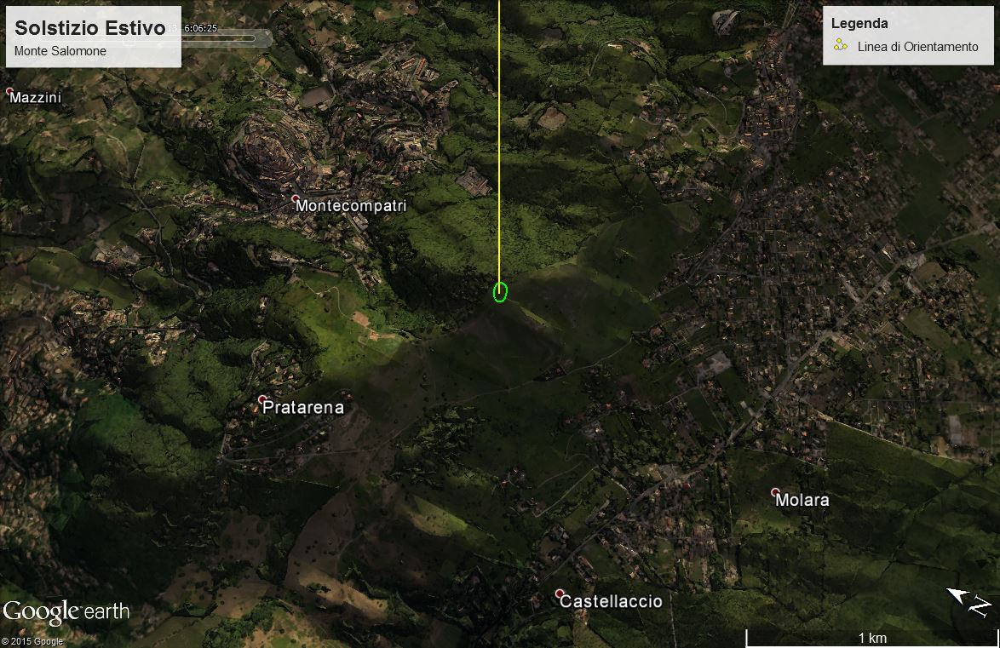 Solstizio Estivo
Monte Salomone
6:06:25
Legenda
Linea di Orientamento
Mazzini
Montecompatri
Pratarena
Molara
Castellaccio
Google earth
© 2015 Google
N
1 km